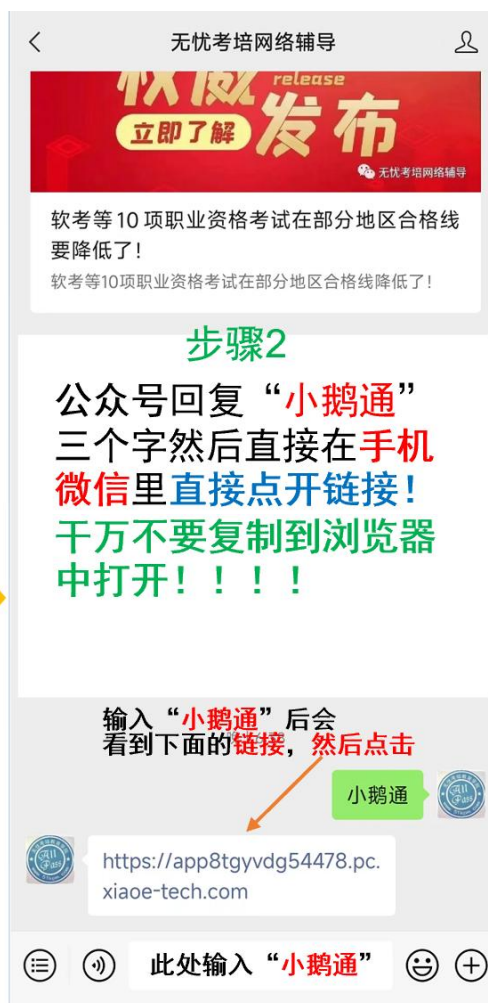 无忧考培网络辅导
权威
release
发布
立即了解
无忧考培网络辅导
软考等10项职业资格考试在部分地区合格线
要降低了！
软考等10项职业资格考试在部分地区合格线降低了！
步骤2
公众号回复“小鹅通”
三个字然后直接在手机
微信里直接点开链接！
千万不要复制到浏览器
中打开！！！！
输入“小鹅通”后会
看到下面的链接，然后点击
小鹅通
All
Pass
All
Pass
https://app8tgyvdg54478.pc.
xiaoe-tech.com
此处输入“小鹅通”